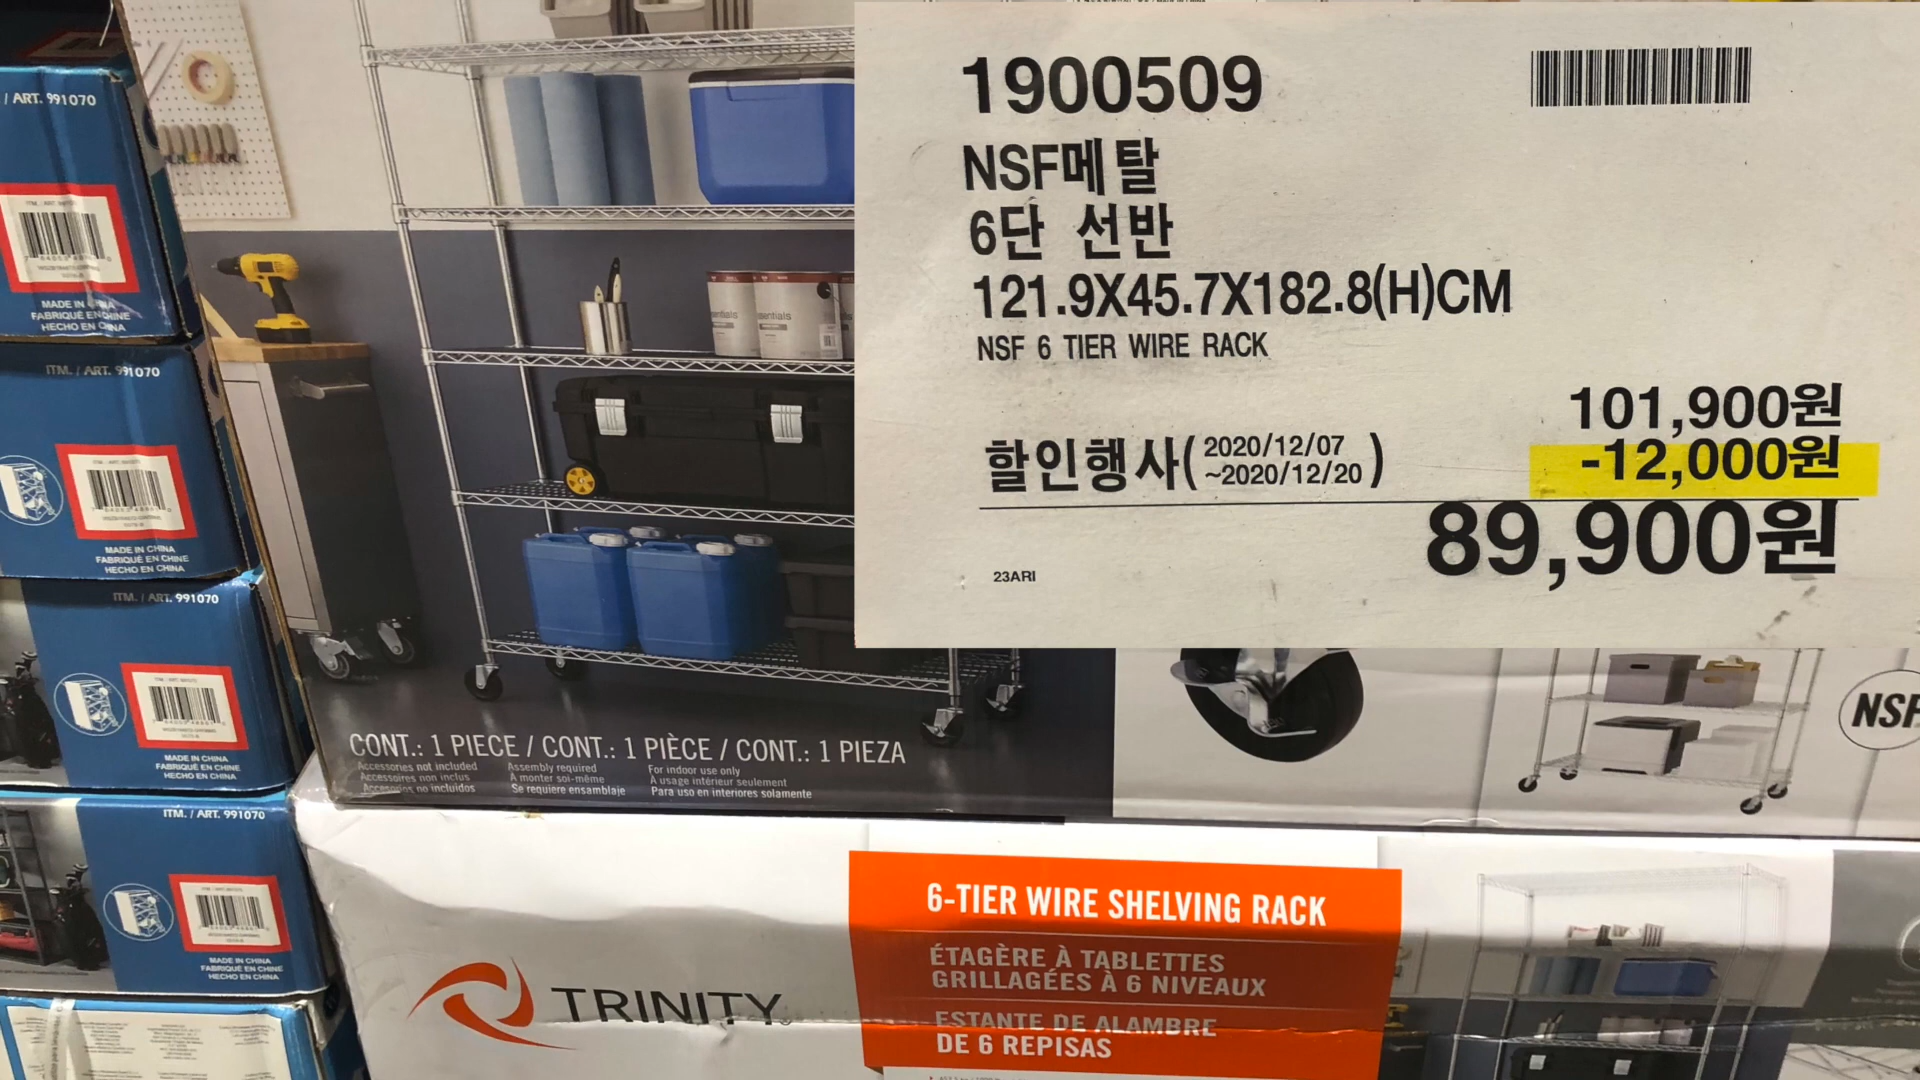 1900509
NSF메탈
6단 선반
121.9X45.7X182.8(H)CM
NSF 6 TIER WIRE RACK
101,900원
할인행사(2020/12/07 ~2020/12/20)
-12,000원
89,900원
23ARI
/ ART. 991070
MADE IN CHINA
FABRIQUÉ EN CHINE
HECHO EN CHINA
ITM. / ART. 991070
MADE IN CHINA
FABRIQUÉ EN CHINE
HECHO EN CHINA
ITM. / ART. 991070
MADE IN CHINA
FABRIQUÉ EN CHINE
HECHO EN CHINA
ITM. / ART. 991070
MADE IN CHINA
FABRIQUÉ EN CHINE
HECHO EN CHINA
CONT.: 1 PIECE / CONT.: 1 PIÈCE / CONT.: 1 PIEZA
Accessories not included
Accessoires non inclus
Accesorios no incluidos
Assembly required
À monter soi-même
Se requiere ensamblaje
For indoor use only
À usage intérieur seulement
Para uso en interiores solamente
NSF
TRINITY
6-TIER WIRE SHELVING RACK
ÉTAGÈRE À TABLETTES
GRILLAGÉES À 6 NIVEAUX
ESTANTE DE ALAMBRE
DE 6 REPISAS